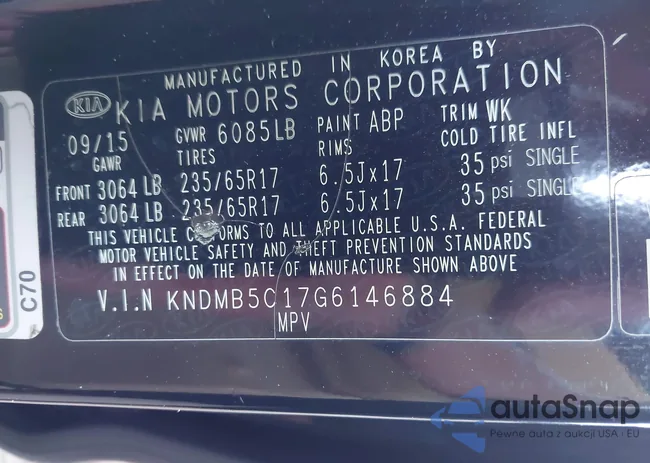 MANUFACTURED IN KOREA BY
KIA KIA MOTORS CORPORATION
09/15 GVWR 6085LB PAINT ABP TRIM WK
GAWR TIRES RIMS COLD TIRE INFL
FRONT 3064 LB 235/65R17 6.5Jx17 35 psi SINGLE
REAR 3064 LB 235/65R17 6.5Jx17 35 psi SINGLE
THIS VEHICLE TO ALL APPLICABLE U.S.A. FEDERAL
MOTOR VEHICLE SAFETY AND THEFT PREVENTION STANDARDS
IN EFFECT ON THE DATE OF MANUFACTURE SHOWN ABOVE
V.I.N KNDMB5C17G6146884
MPV
C70
autaSnap
Pewne auta z aukcji USA i EU